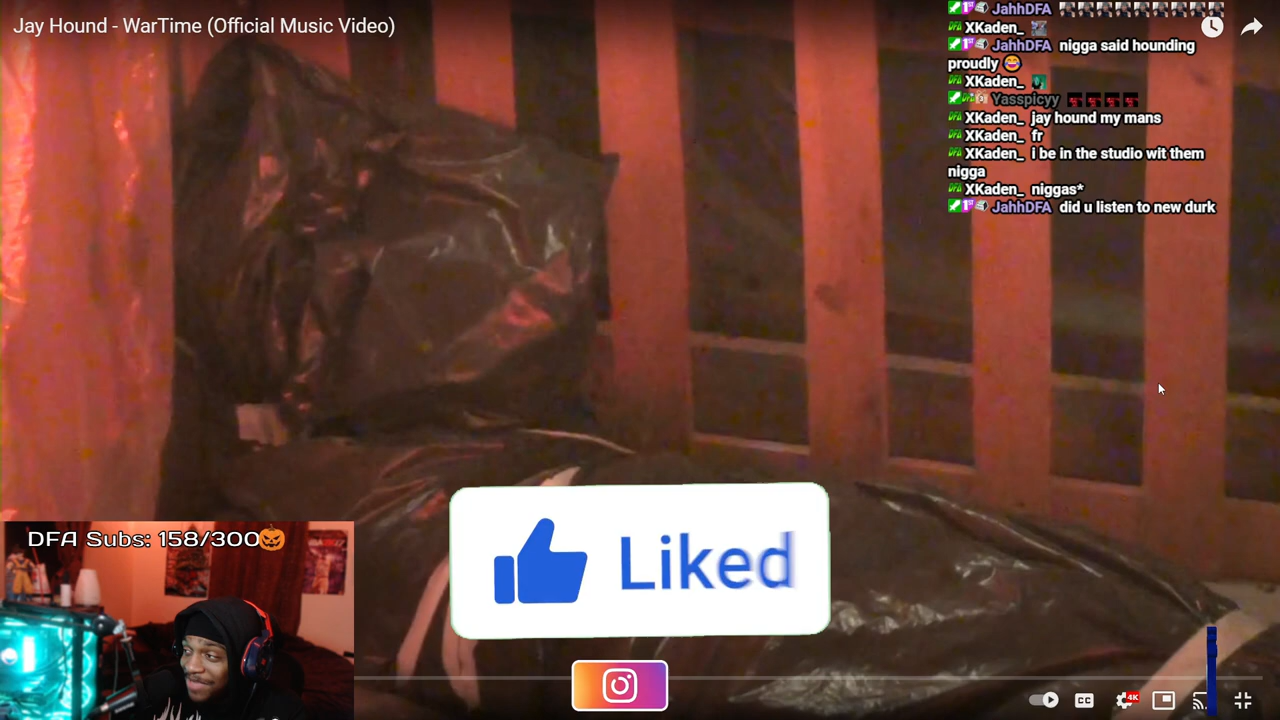 Jay Hound - WarTime (Official Music Video)
JahhDFA
XKaden_
JahhDFA nigga said hounding
proudly 😂
XKaden_
Yasspicyy
XKaden_ jay hound my mans
XKaden_ fr
XKaden_ i be in the studio wit them
nigga
XKaden_ niggas*
JahhDFA did u listen to new durk
Liked
DFA Subs: 158/300🎃
CC
4K